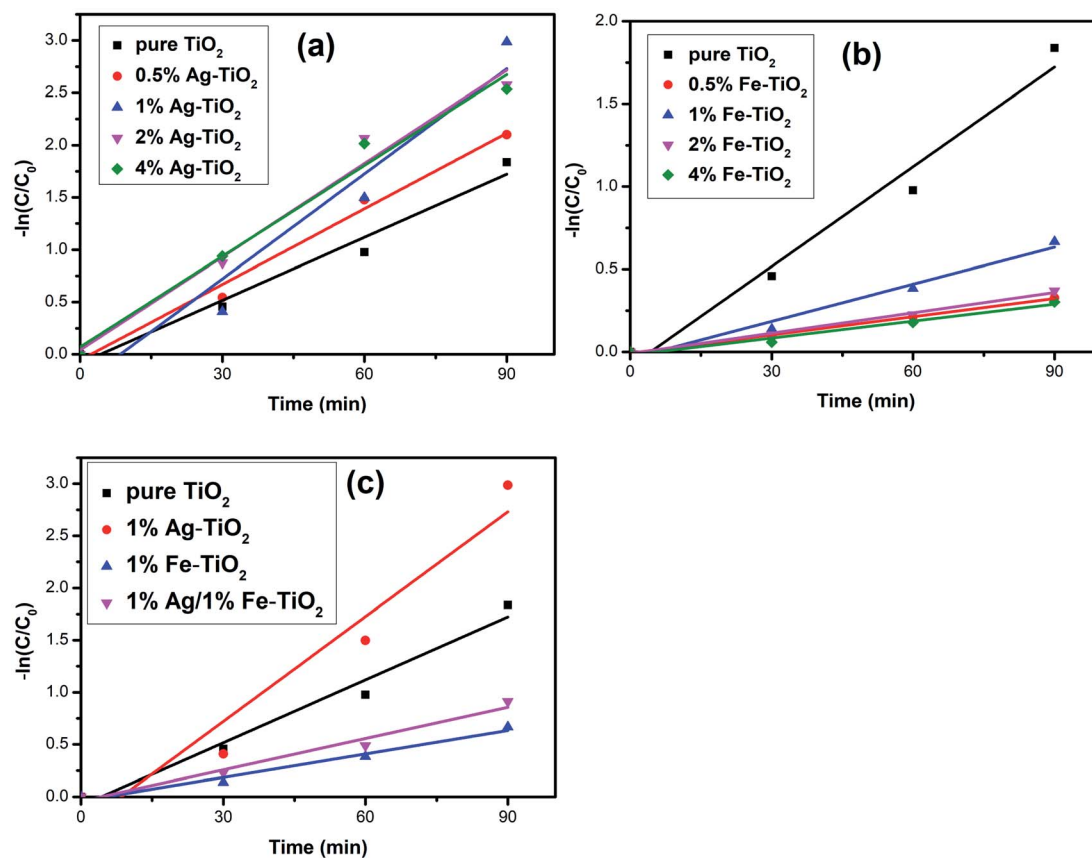 (a)
pure TiO₂
0.5% Ag-TiO₂
1% Ag-TiO₂
2% Ag-TiO₂
4% Ag-TiO₂
3.0
2.5
2.0
1.5
1.0
0.5
0.0
-ln(C/C₀)
0 30 60 90
Time (min)
(b)
pure TiO₂
0.5% Fe-TiO₂
1% Fe-TiO₂
2% Fe-TiO₂
4% Fe-TiO₂
2.0
1.5
1.0
0.5
0.0
-ln(C/C₀)
0 30 60 90
Time (min)
(c)
pure TiO₂
1% Ag-TiO₂
1% Fe-TiO₂
1% Ag/1% Fe-TiO₂
3.0
2.5
2.0
1.5
1.0
0.5
0.0
-ln(C/C₀)
0 30 60 90
Time (min)